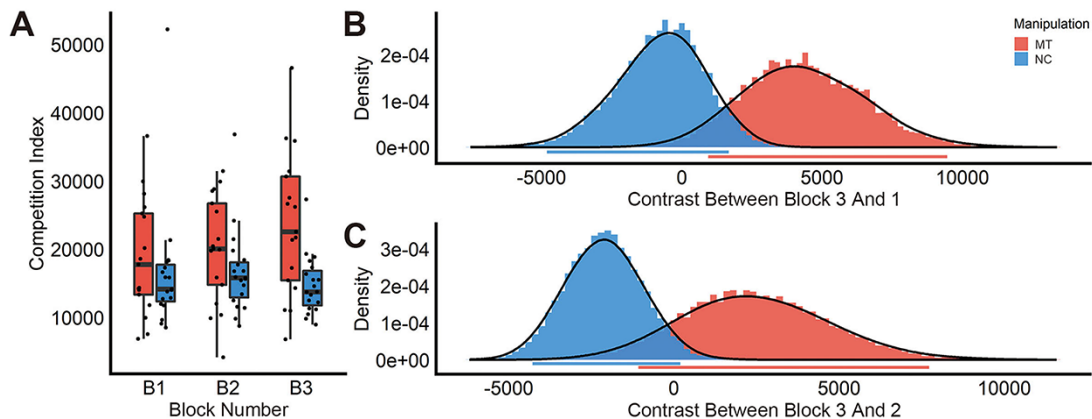 A
50000
40000
30000
20000
10000
Competition Index
B1 B2 B3
Block Number
B
2e-04
1e-04
0e+00
Density
-5000 0 5000 10000
Contrast Between Block 3 And 1
Manipulation
MT
NC
C
3e-04
2e-04
1e-04
0e+00
Density
-5000 0 5000 10000
Contrast Between Block 3 And 2